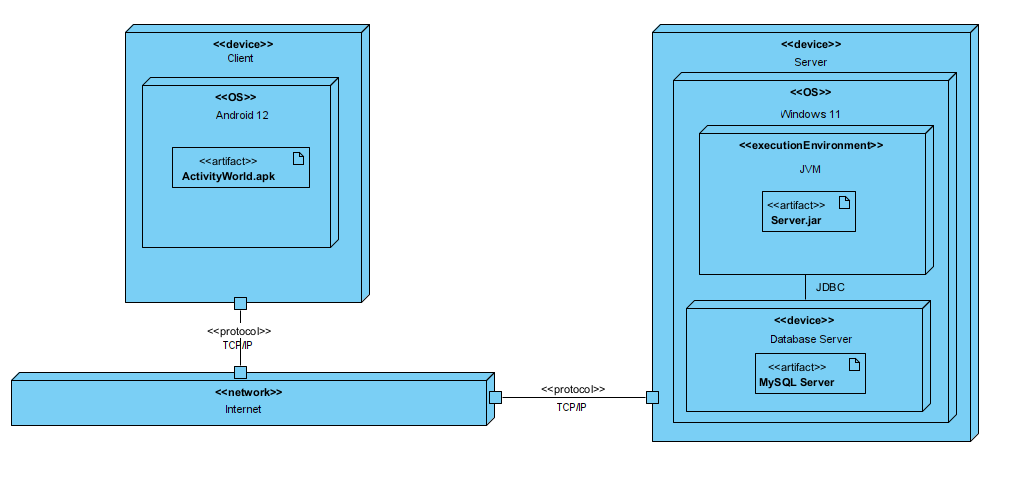 <<device>>
Client
<<OS>>
Android 12
<<artifact>>
ActivityWorld.apk
<<protocol>>
TCP/IP
<<network>>
Internet
<<protocol>>
TCP/IP
<<device>>
Server
<<OS>>
Windows 11
<<executionEnvironment>>
JVM
<<artifact>>
Server.jar
JDBC
<<device>>
Database Server
<<artifact>>
MySQL Server